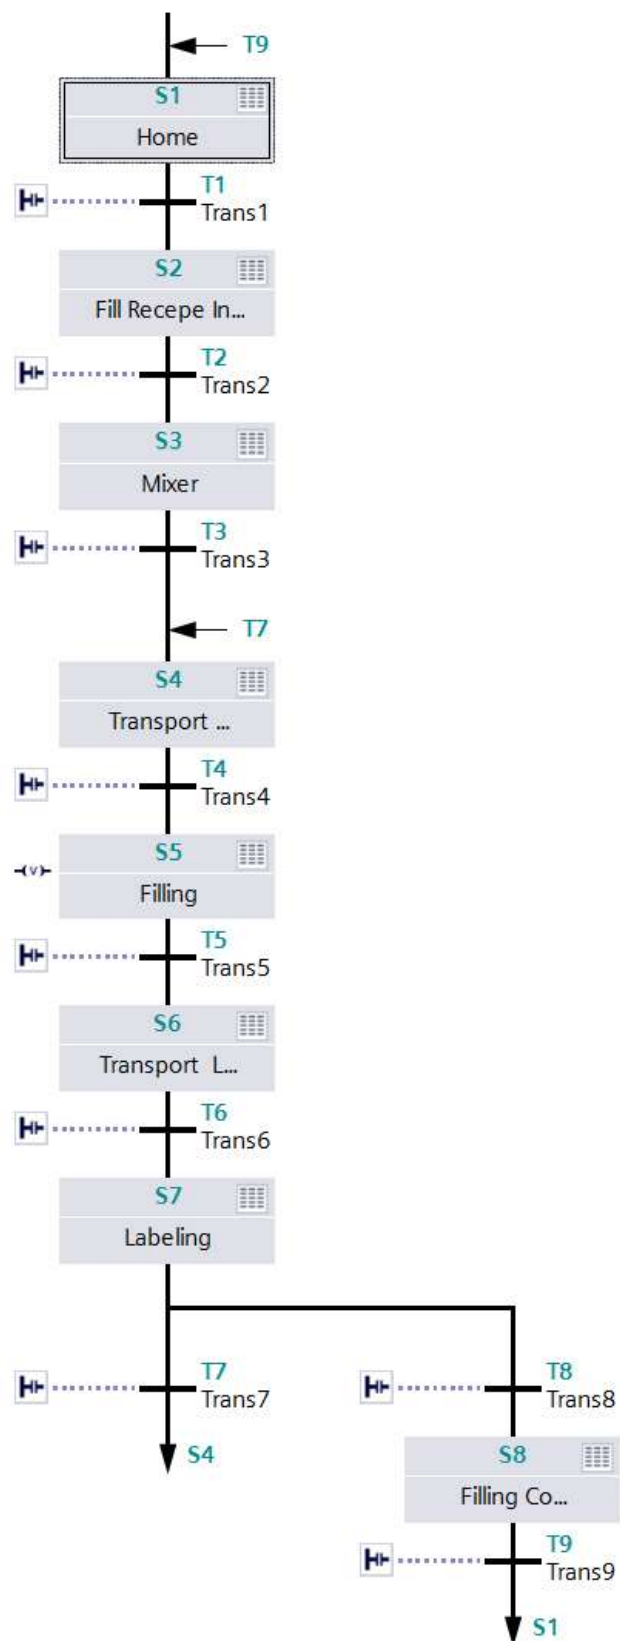 T9
S1
Home
T1
Trans1
S2
Fill Recepe In...
T2
Trans2
S3
Mixer
T3
Trans3
T7
S4
Transport ...
T4
Trans4
S5
(v)
Filling
T5
Trans5
S6
Transport L...
T6
Trans6
S7
Labeling
T7
Trans7
S4
T8
Trans8
S8
Filling Co...
T9
Trans9
S1